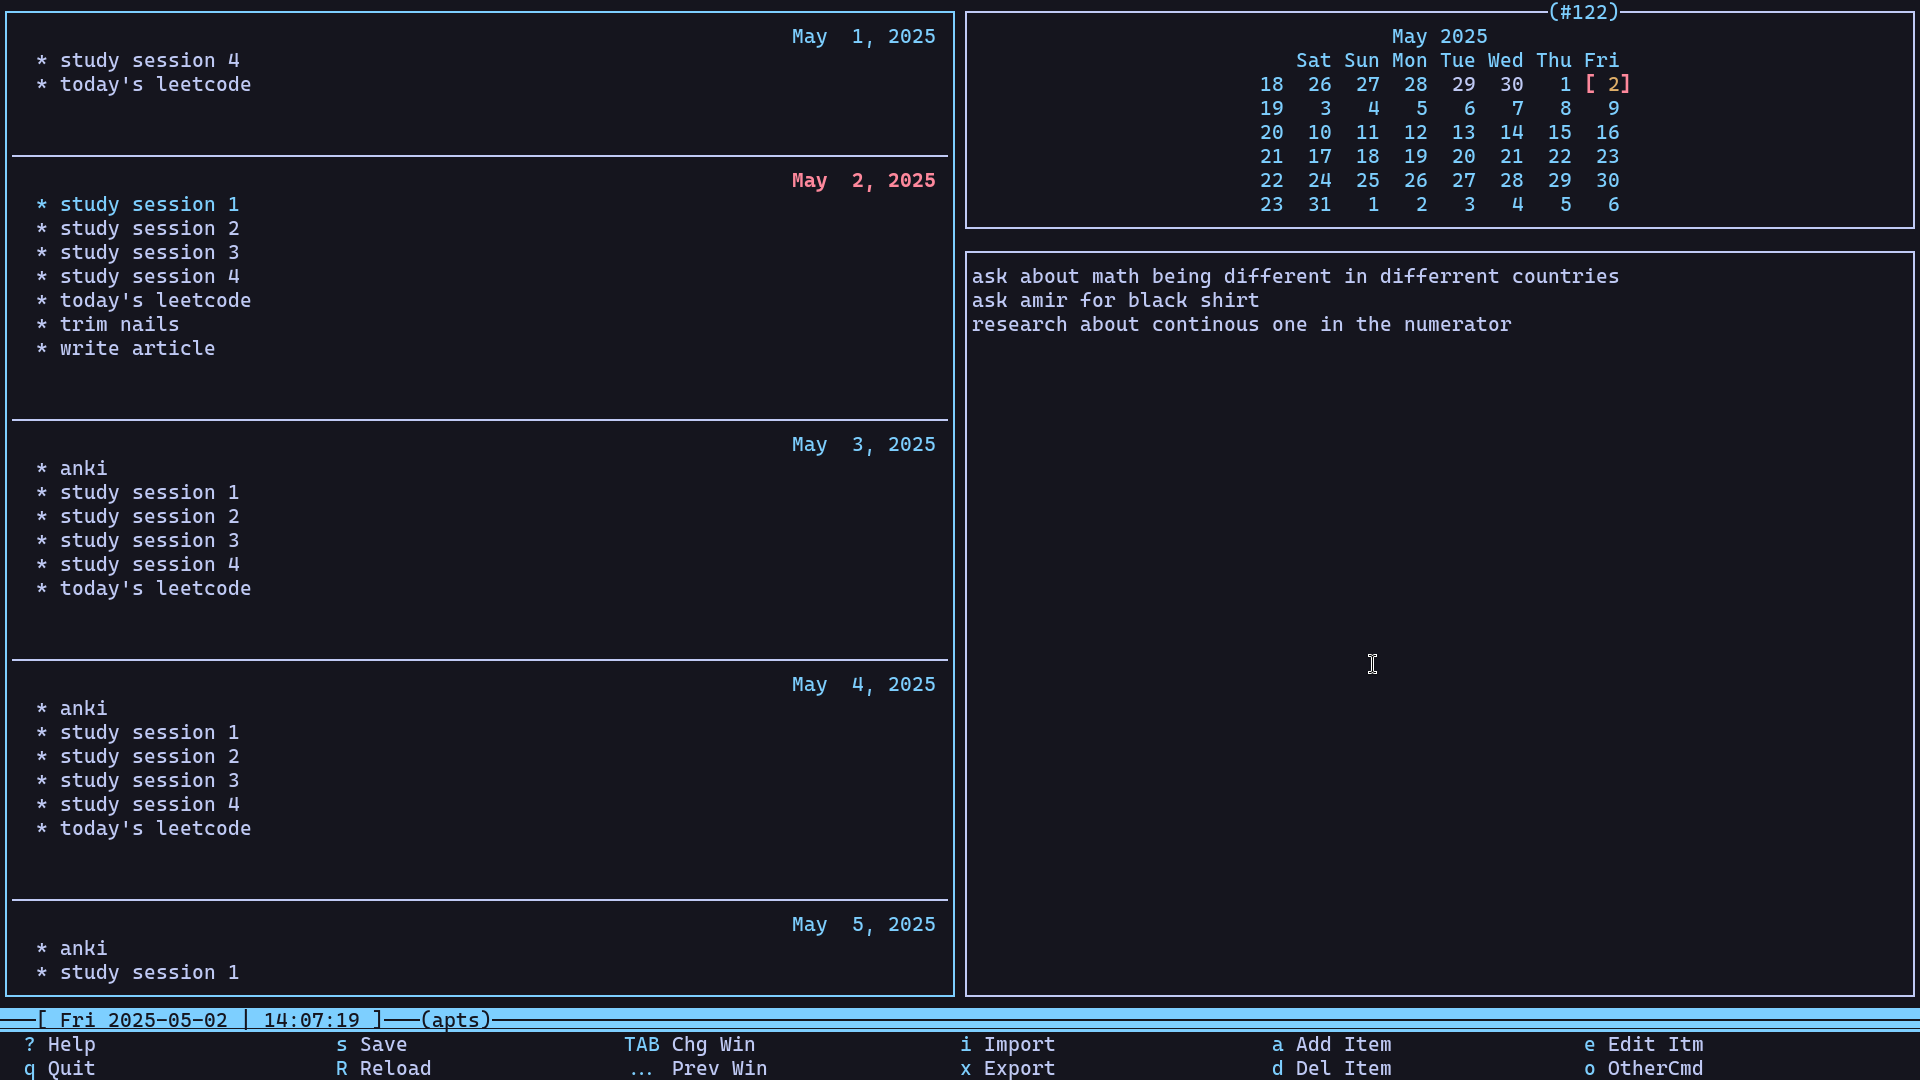 May  1, 2025
* study session 4
* today's leetcode
May  2, 2025
* study session 1
* study session 2
* study session 3
* study session 4
* today's leetcode
* trim nails
* write article
May  3, 2025
* anki
* study session 1
* study session 2
* study session 3
* study session 4
* today's leetcode
May  4, 2025
* anki
* study session 1
* study session 2
* study session 3
* study session 4
* today's leetcode
May  5, 2025
* anki
* study session 1
(#122)
May 2025
Sat Sun Mon Tue Wed Thu Fri
18 26 27 28 29 30 1 [ 2]
19 3 4 5 6 7 8 9
20 10 11 12 13 14 15 16
21 17 18 19 20 21 22 23
22 24 25 26 27 28 29 30
23 31 1 2 3 4 5 6
ask about math being different in differrent countries
ask amir for black shirt
research about continous one in the numerator
[ Fri 2025-05-02 | 14:07:19 ] (apts)
? Help s Save TAB Chg Win i Import a Add Item e Edit Itm
q Quit R Reload ... Prev Win x Export d Del Item o OtherCmd